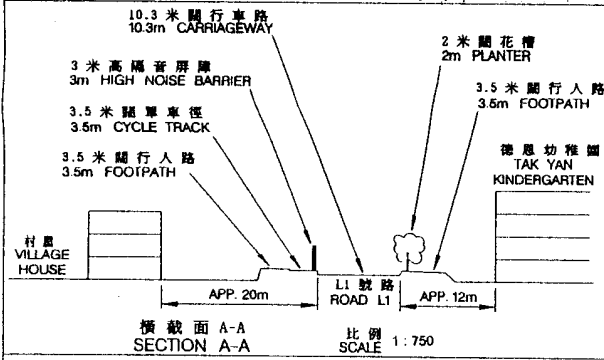 10.3 米闊行車路
10.3m CARRIAGEWAY
2 米闊花槽
2m PLANTER
3 米高隔音屏障
3m HIGH NOISE BARRIER
3.5 米闊行人路
3.5m FOOTPATH
3.5 米闊單車徑
3.5m CYCLE TRACK
3.5 米闊行人路
3.5m FOOTPATH
德恩幼稚園
TAK YAN
KINDERGARTEN
村屋
VILLAGE
HOUSE
APP. 20m
L1 號路
ROAD L1
APP. 12m
橫截面 A-A
SECTION A-A
比例
SCALE 1:750